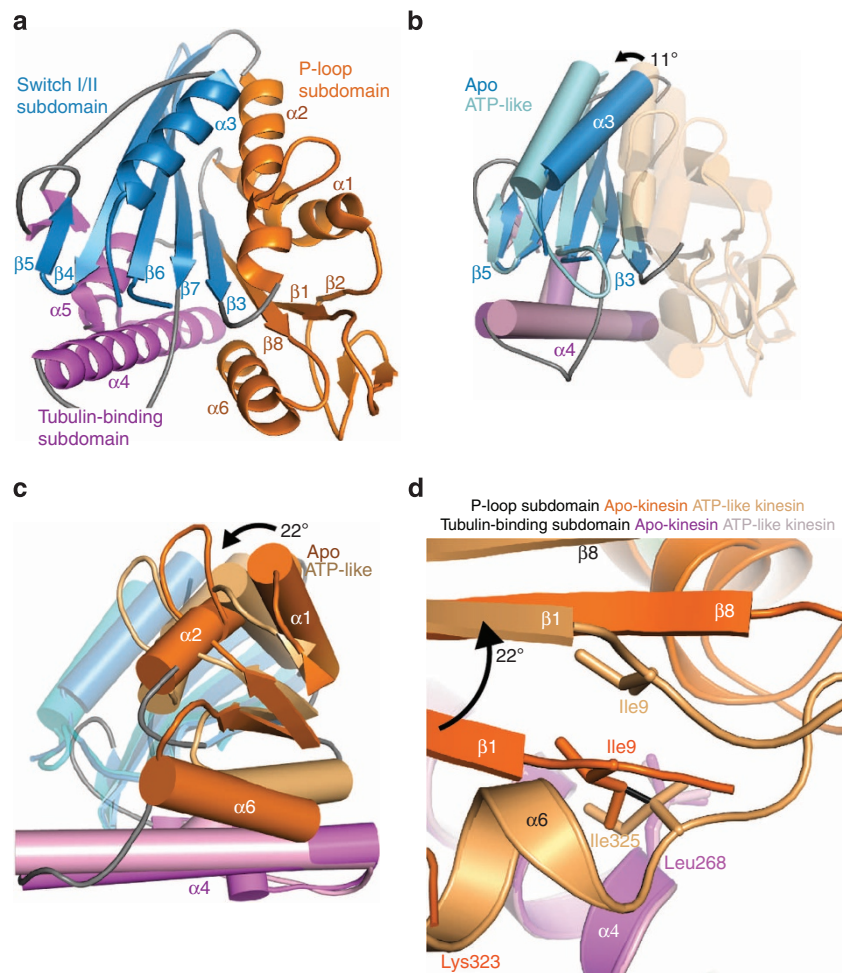 a
Switch I/II
subdomain
P-loop
subdomain
α3
α2
α1
β5
β4
β6
β7
β3
β1
β2
α5
β8
α4
α6
Tubulin-binding
subdomain
b
11°
Apo
ATP-like
α3
β5
β3
α4
c
22°
Apo
ATP-like
α2
α1
α6
α4
d
P-loop subdomain Apo-kinesin ATP-like kinesin
Tubulin-binding subdomain Apo-kinesin ATP-like kinesin
β8
β1
β8
22°
Ile9
β1
Ile9
α6
Ile325
Leu268
α4
Lys323